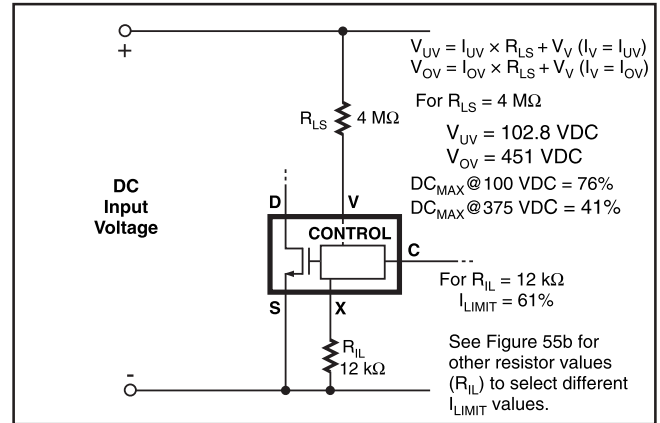 +
V_UV = I_UV × R_LS + V_V (I_V = I_UV)
V_OV = I_OV × R_LS + V_V (I_V = I_OV)
For R_LS = 4 MΩ
R_LS 4 MΩ
V_UV = 102.8 VDC
V_OV = 451 VDC
DC_MAX@100 VDC = 76%
DC_MAX@375 VDC = 41%
DC
Input
Voltage
D V
CONTROL
C
For R_IL = 12 kΩ
I_LIMIT = 61%
S X
R_IL
12 kΩ
See Figure 55b for
other resistor values
(R_IL) to select different
I_LIMIT values.
-